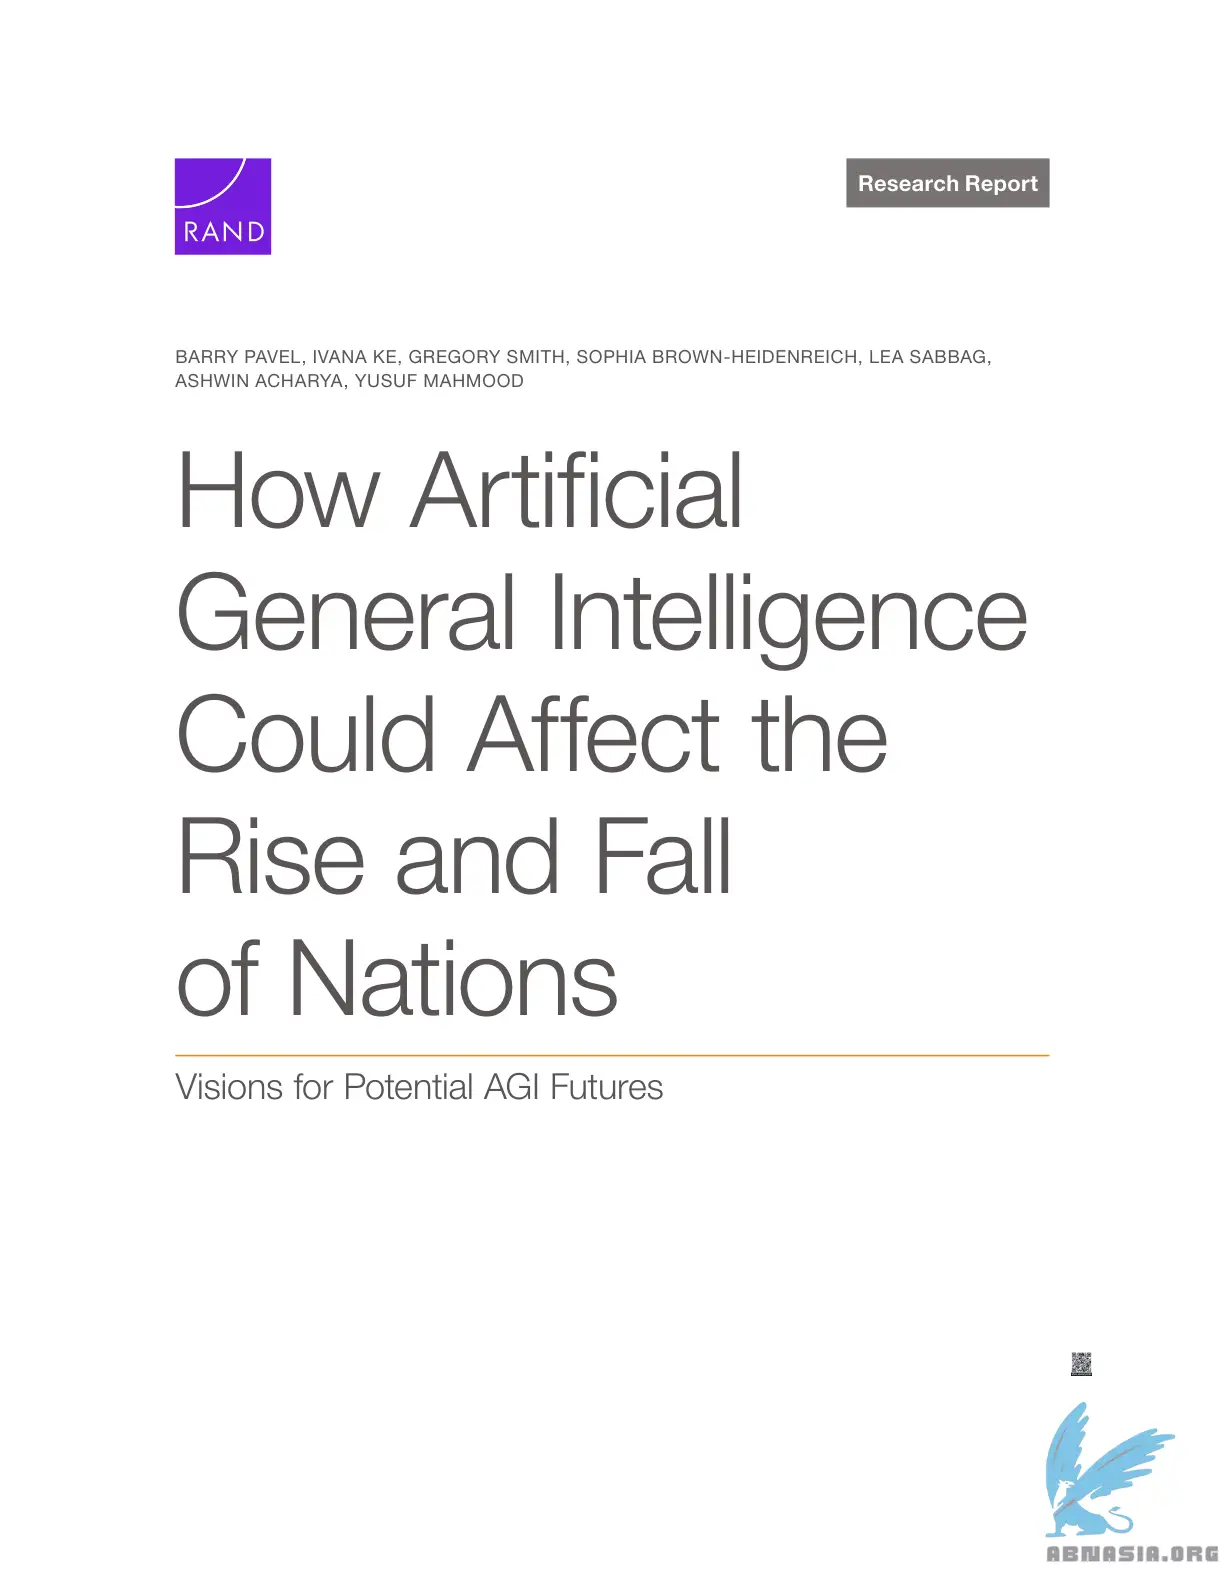 RAND
Research Report
BARRY PAVEL, IVANA KE, GREGORY SMITH, SOPHIA BROWN-HEIDENREICH, LEA SABBAG,
ASHWIN ACHARYA, YUSUF MAHMOOD
How Artificial
General Intelligence
Could Affect the
Rise and Fall
of Nations
Visions for Potential AGI Futures
ABNASIA.ORG